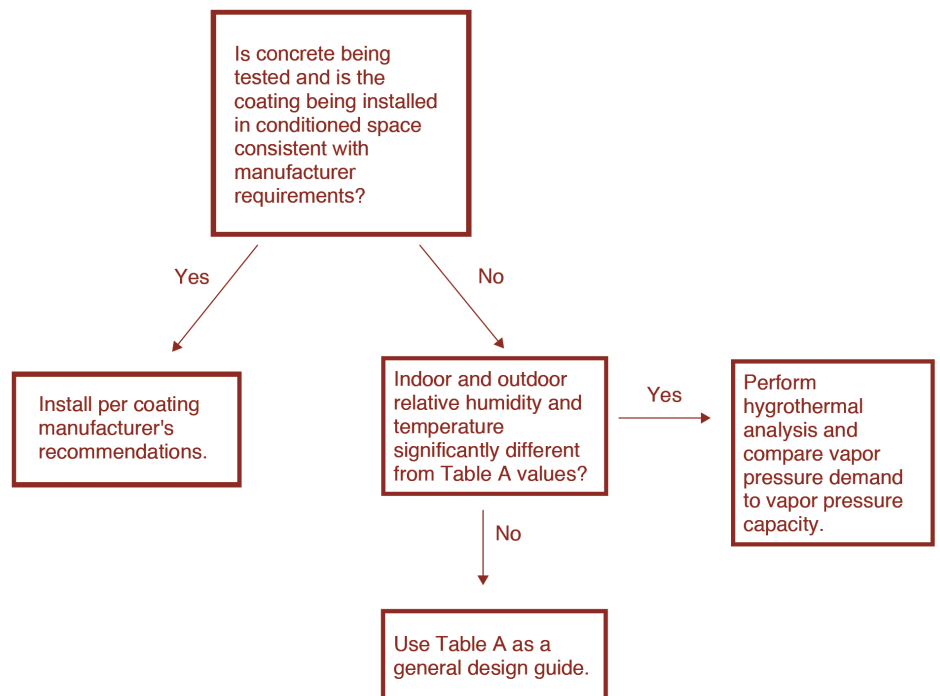 Is concrete being
tested and is the
coating being installed
in conditioned space
consistent with
manufacturer
requirements?
Yes
No
Install per coating
manufacturer's
recommendations.
Indoor and outdoor
relative humidity and
temperature
significantly different
from Table A values?
Yes
Perform
hygrothermal
analysis and
compare vapor
pressure demand
to vapor pressure
capacity.
No
Use Table A as a
general design guide.